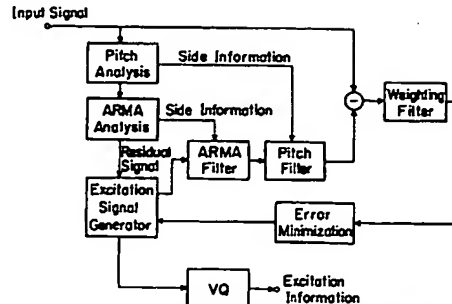 Input Signal
Pitch
Analysis
Side Information
ARMA
Analysis
Side Information
Residual
Signal
ARMA
Filter
Pitch
Filter
Weighting
Filter
Excitation
Signal
Generator
Error
Minimization
VQ
Excitation
Information